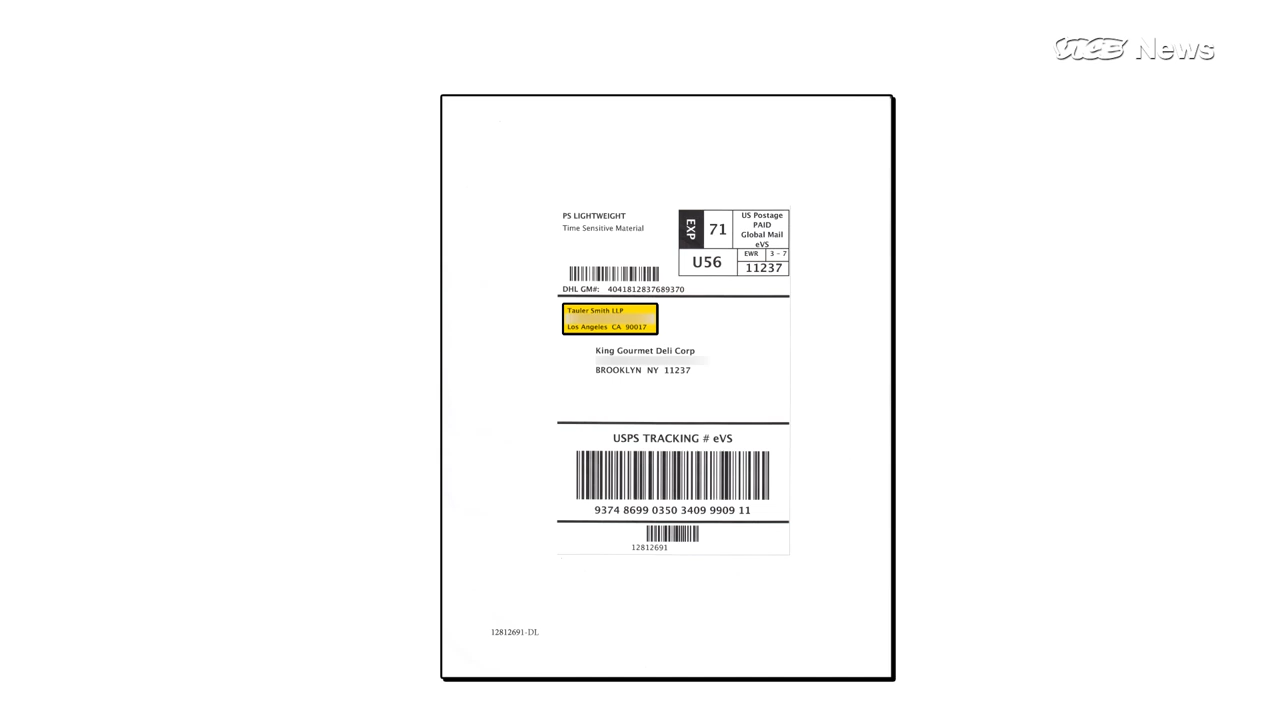 VICE News
PS LIGHTWEIGHT
Time Sensitive Material
EXP
71
US Postage
PAID
Global Mail
eVS
U56
EWR
3 - 7
11237
DHL GM#: 4041812837689370
Tauler Smith LLP
Los Angeles CA 90017
King Gourmet Deli Corp
BROOKLYN NY 11237
USPS TRACKING # eVS
9374 8699 0350 3409 9909 11
12812691
12812691-DL